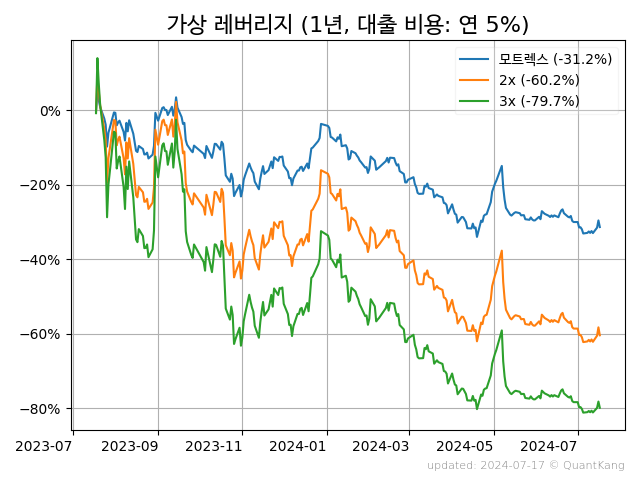 가상 레버리지 (1년, 대출 비용: 연 5%)
모트렉스 (-31.2%)
2x (-60.2%)
3x (-79.7%)
0%
−20%
−40%
−60%
−80%
2023-07 2023-09 2023-11 2024-01 2024-03 2024-05 2024-07
updated: 2024-07-17 © QuantKang